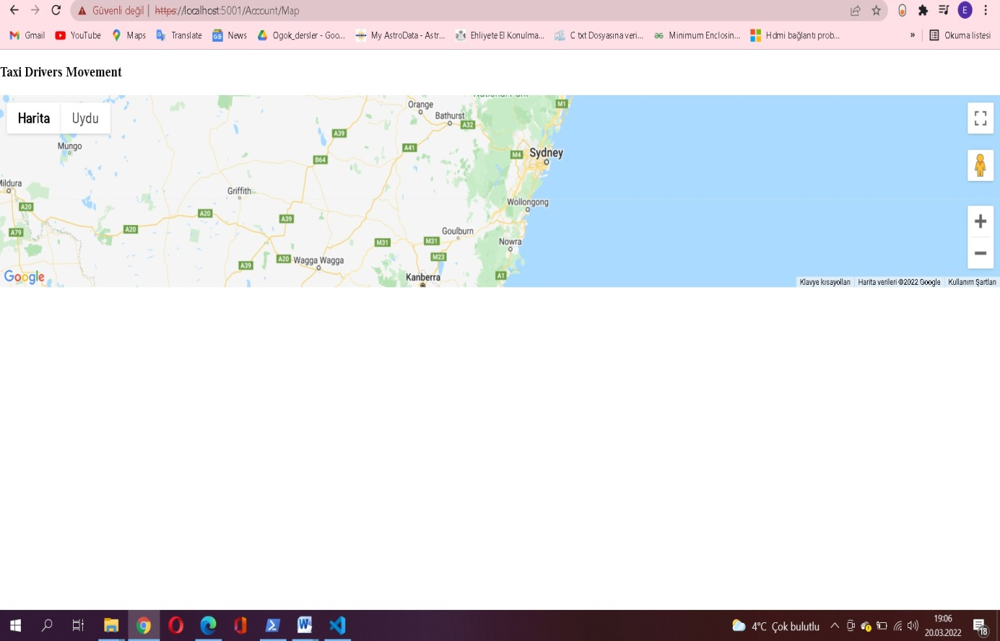 Güvenli değil | https://localhost:5001/Account/Map
Gmail YouTube Maps Translate News Ogok_dersler - Goo... My AstroData - Astr... Ehliyete El Konulma... C txt Dosyasına veri... Minimum Enclosin... Hdmi bağlantı prob... » Okuma listesi
E
Taxi Drivers Movement
Harita Uydu
Orange
M1
Bathurst
A32
A39
Mungo
A41
B64
M4
Sydney
Mildura
Griffith
Wollongong
A20
A20
A39
A20
A79
Goulburn
M31
M31
Nowra
M23
A20
Wagga Wagga
A39
Kanberra
A1
Google
Klavye kısayolları Harita verileri ©2022 Google Kullanım Şartları
4°C Çok bulutlu
19:06
20.03.2022
18